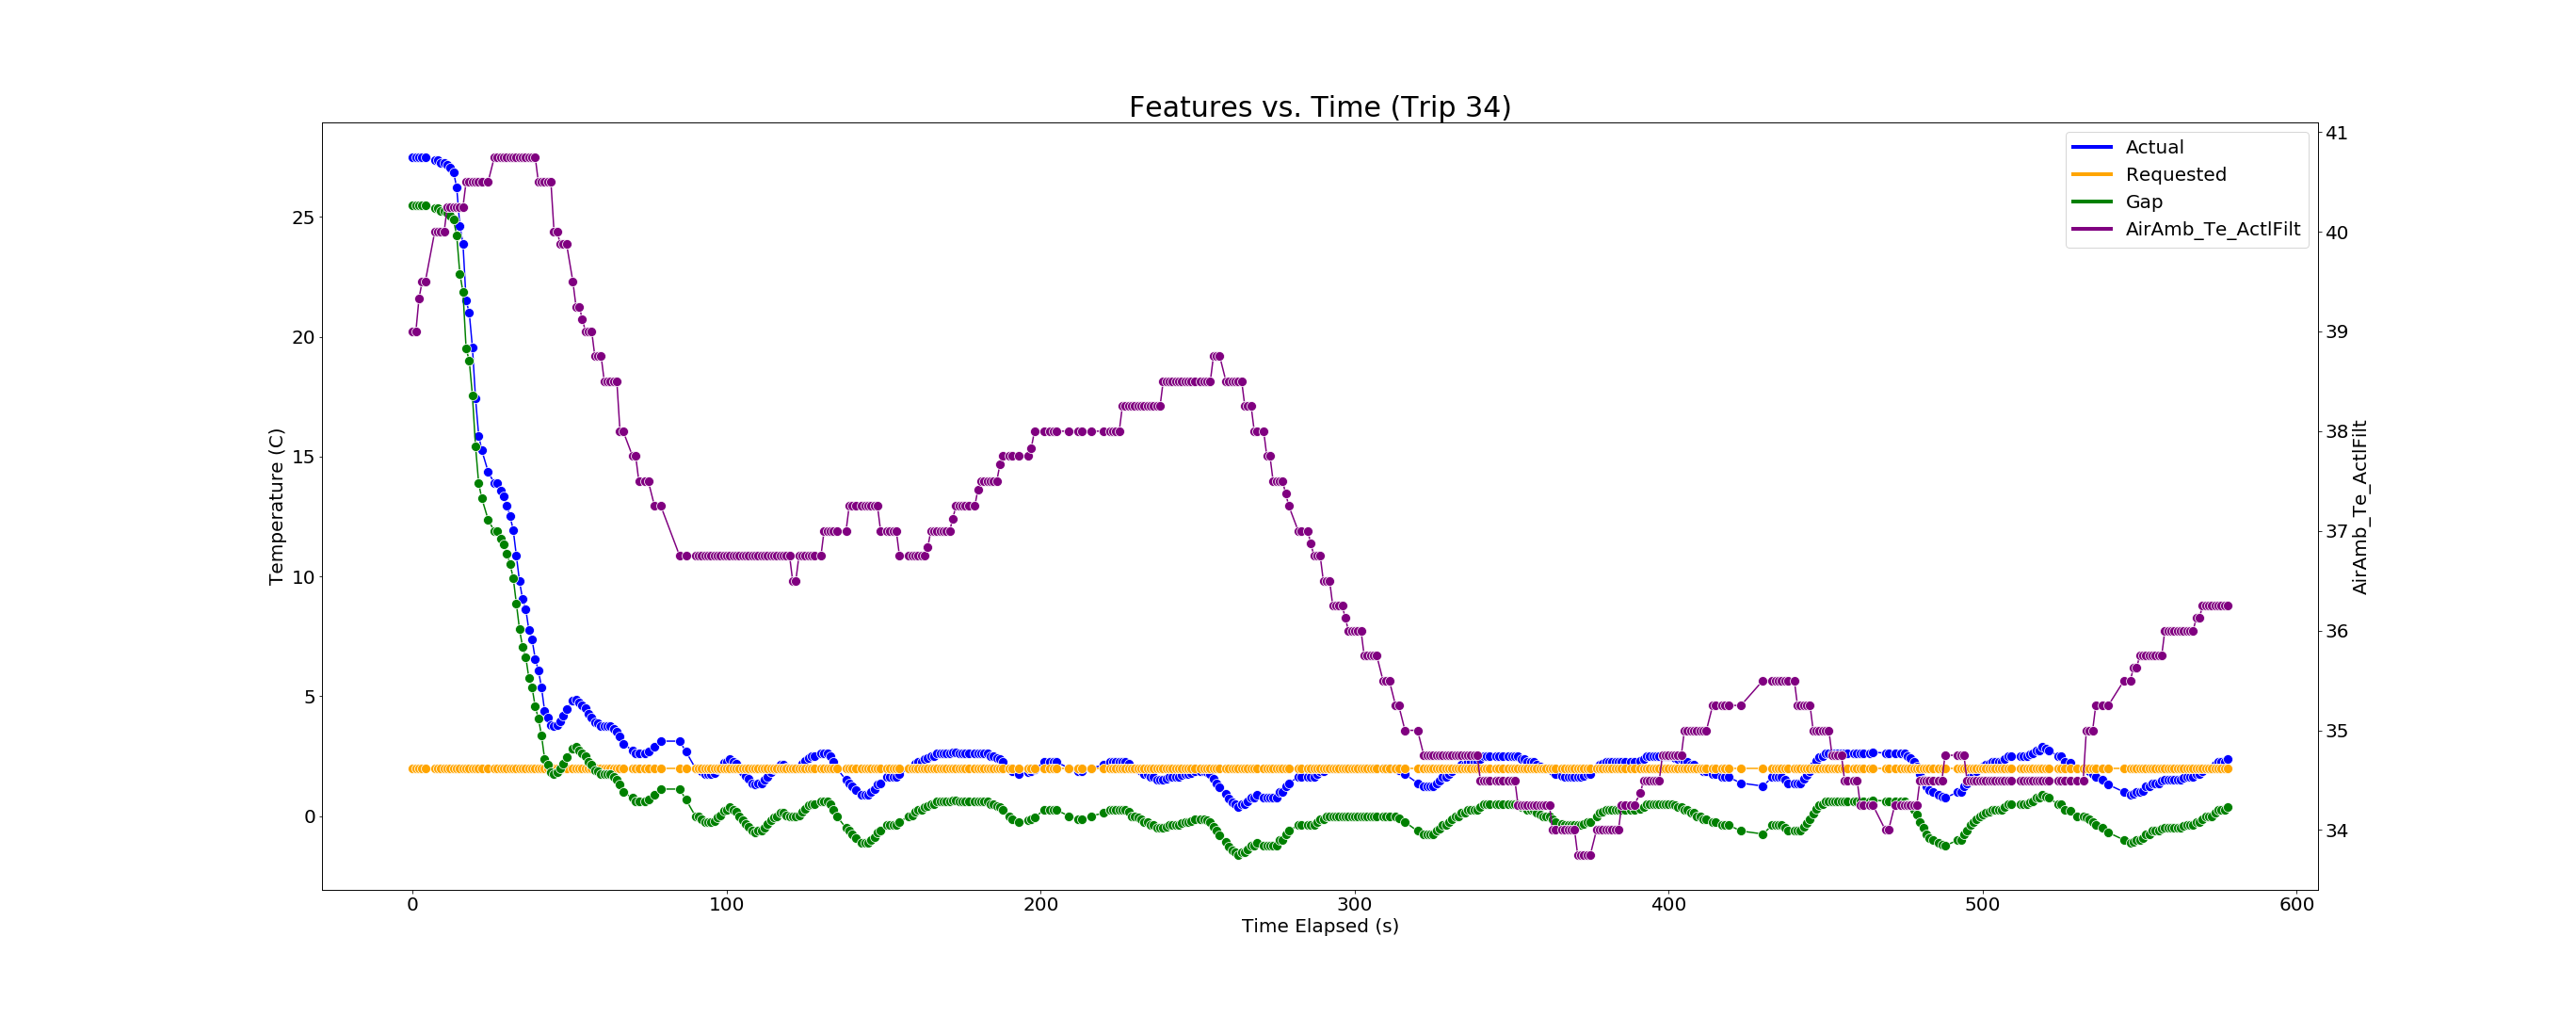 Features vs. Time (Trip 34)
Actual
Requested
Gap
AirAmb_Te_ActlFilt
Temperature (C)
25
20
15
10
5
0
41
40
39
38
37
36
35
34
AirAmb_Te_ActlFilt
0 100 200 300 400 500 600
Time Elapsed (s)